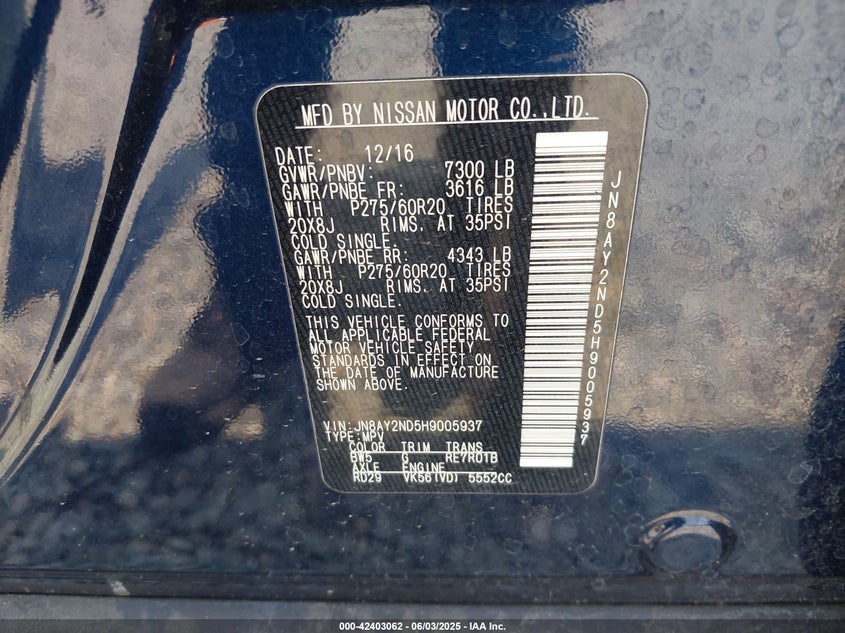 MFD BY NISSAN MOTOR CO.,LTD.
DATE: 12/16
GVWR/PNBV: 7300 LB
GAWR/PNBE FR: 3616 LB
WITH P275/60R20 TIRES
20X8J RIMS. AT 35PSI
COLD SINGLE.
GAWR/PNBE RR: 4343 LB
WITH P275/60R20 TIRES
20X8J RIMS. AT 35PSI
COLD SINGLE.
THIS VEHICLE CONFORMS TO
ALL APPLICABLE FEDERAL
MOTOR VEHICLE SAFETY
STANDARDS IN EFFECT ON
THE DATE OF MANUFACTURE
SHOWN ABOVE.
VIN:JN8AY2ND5H9005937
TYPE:MPV
COLOR TRIM TRANS
BW5 G RE7R01B
AXLE ENGINE
RD29 VK56(VD) 5552CC
JN8AY2ND5H9005937
000-42403062 - 06/03/2025 - IAA Inc.